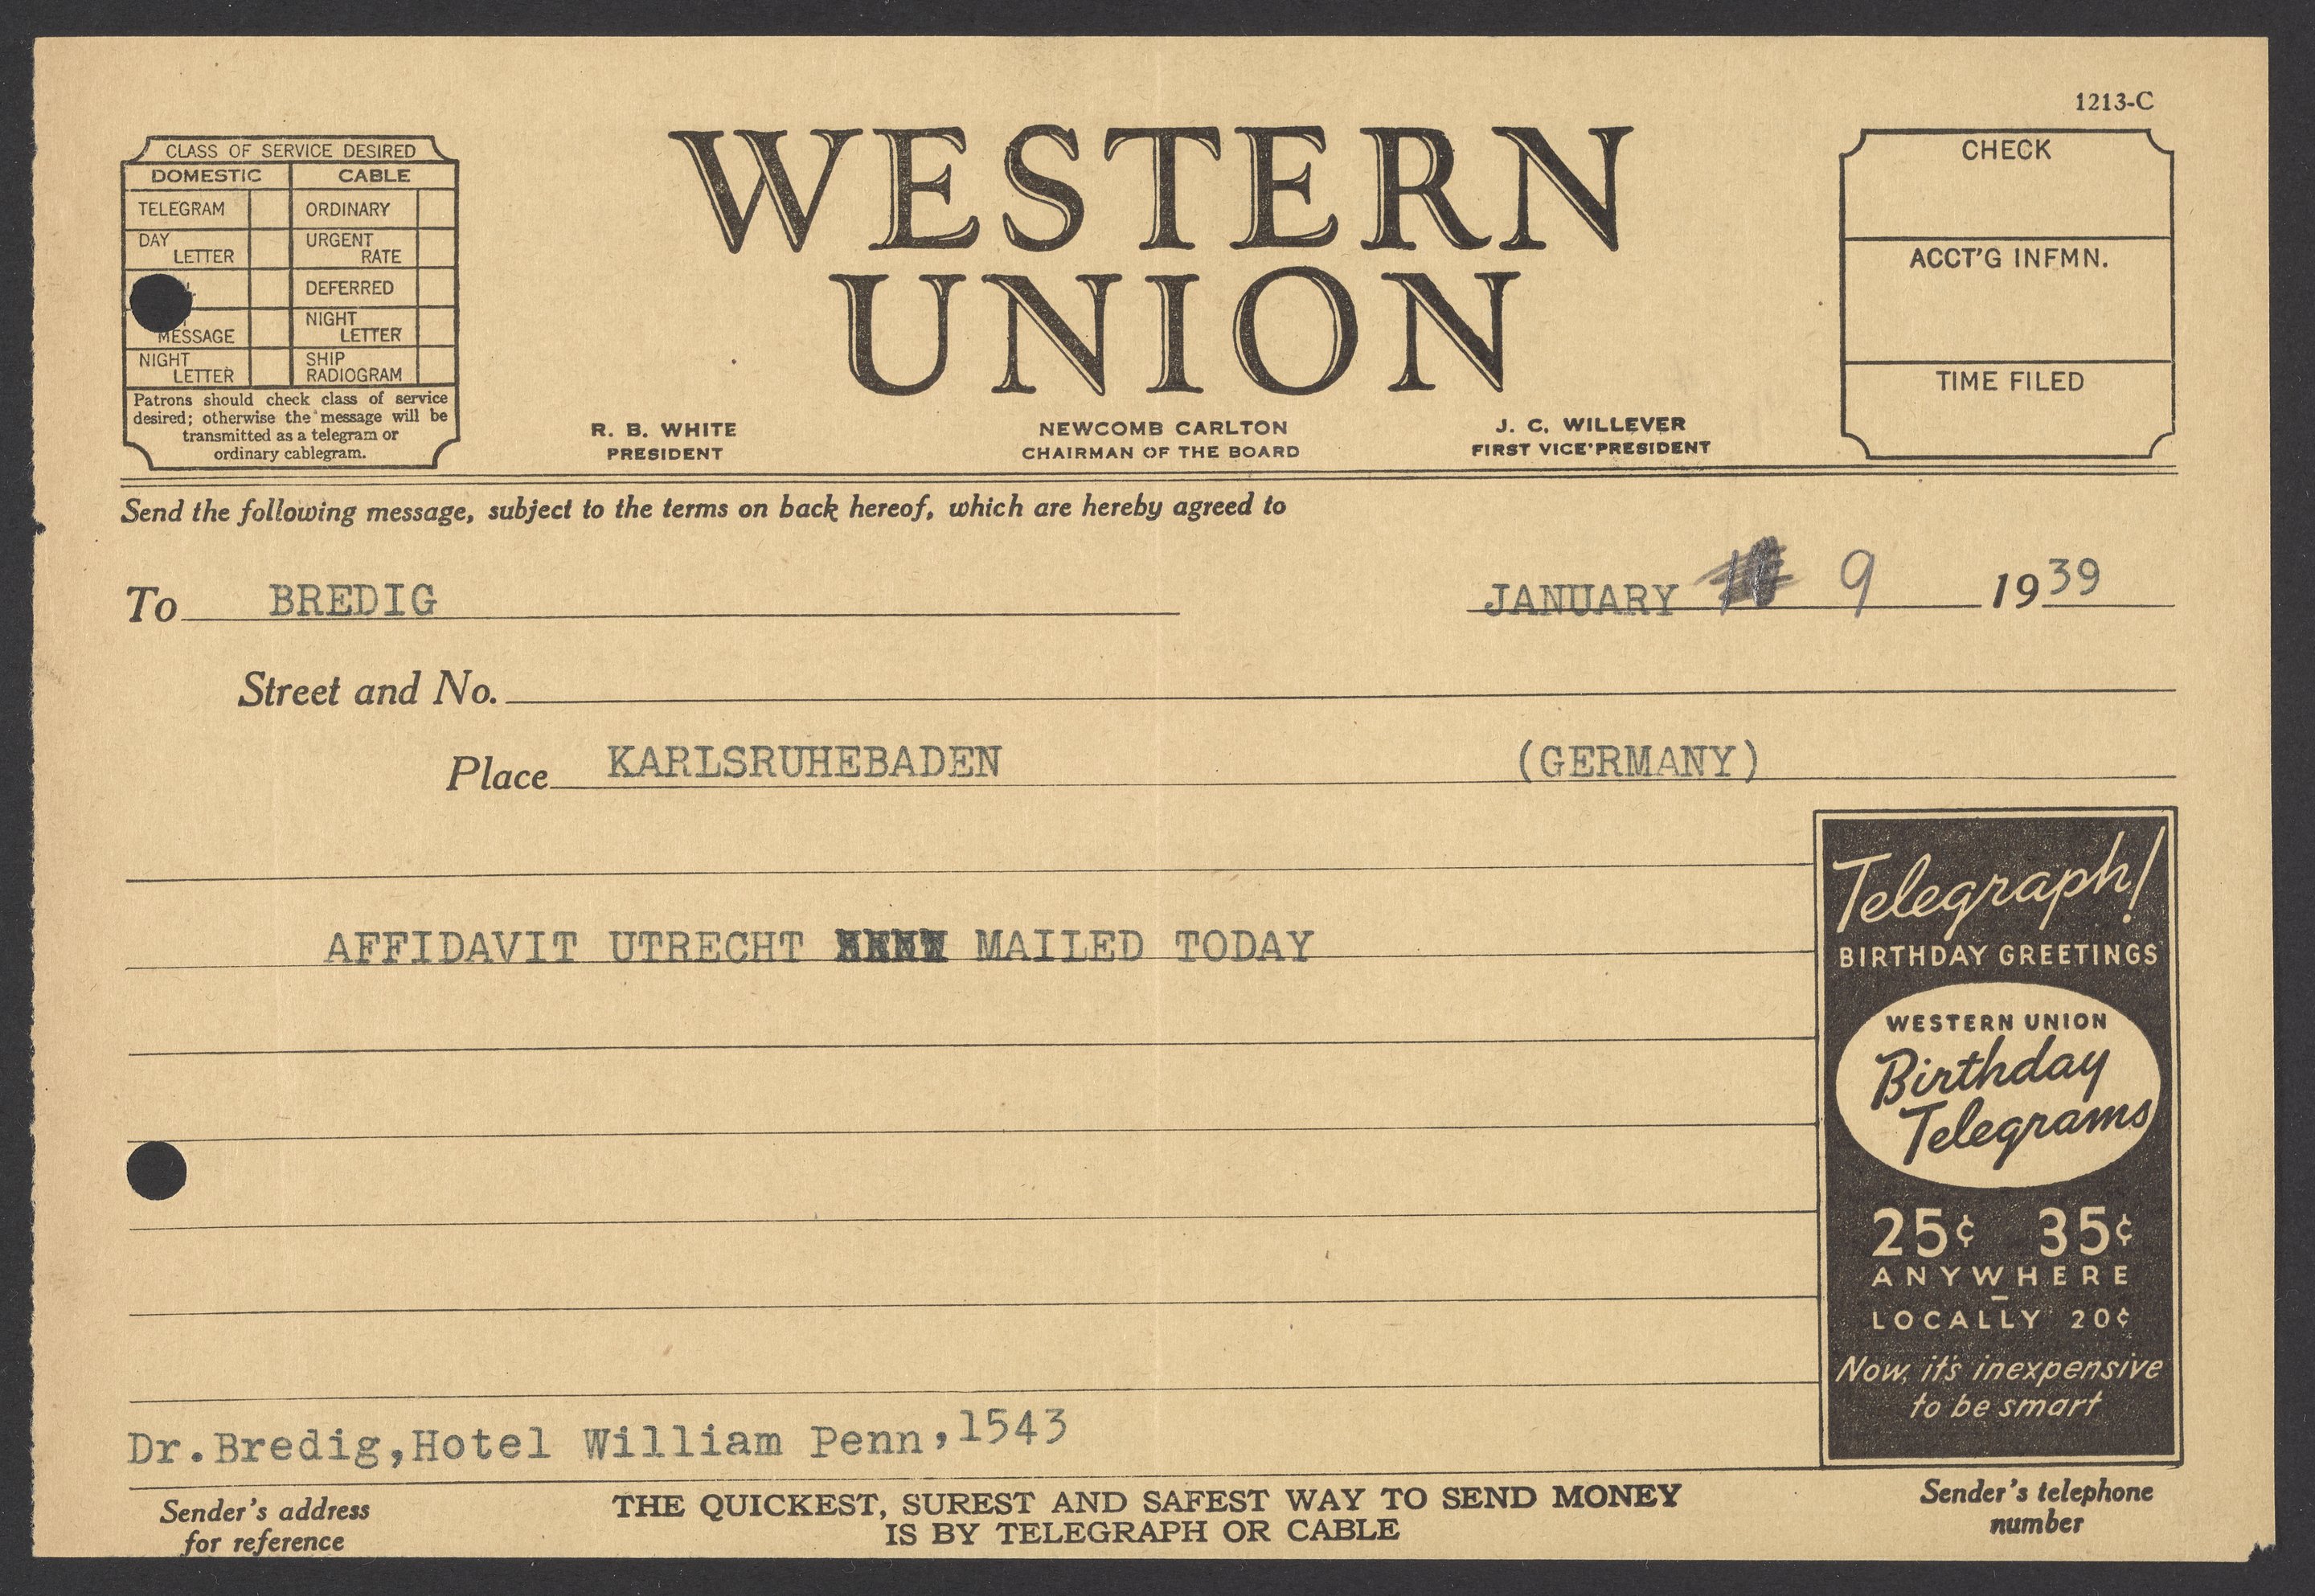 1213-C
CLASS OF SERVICE DESIRED
DOMESTIC CABLE
TELEGRAM ORDINARY
DAY LETTER URGENT RATE
DEFERRED
MESSAGE NIGHT LETTER
NIGHT LETTER SHIP RADIOGRAM
Patrons should check class of service
desired; otherwise the message will be
transmitted as a telegram or
ordinary cablegram.
WESTERN
UNION
R. B. WHITE
PRESIDENT
NEWCOMB CARLTON
CHAIRMAN OF THE BOARD
J. C. WILLEVER
FIRST VICE-PRESIDENT
CHECK
ACCT'G INFMN.
TIME FILED
Send the following message, subject to the terms on back hereof, which are hereby agreed to
To BREDIG JANUARY 9 1939
Street and No.
Place KARLSRUHEBADEN (GERMANY)
AFFIDAVIT UTRECHT MAILED TODAY
Telegraph!
BIRTHDAY GREETINGS
WESTERN UNION
Birthday
Telegrams
25¢ 35¢
ANYWHERE
LOCALLY 20¢
Now, it's inexpensive
to be smart
Dr.Bredig,Hotel William Penn,1543
Sender's address
for reference
THE QUICKEST, SUREST AND SAFEST WAY TO SEND MONEY
IS BY TELEGRAPH OR CABLE
Sender's telephone
number